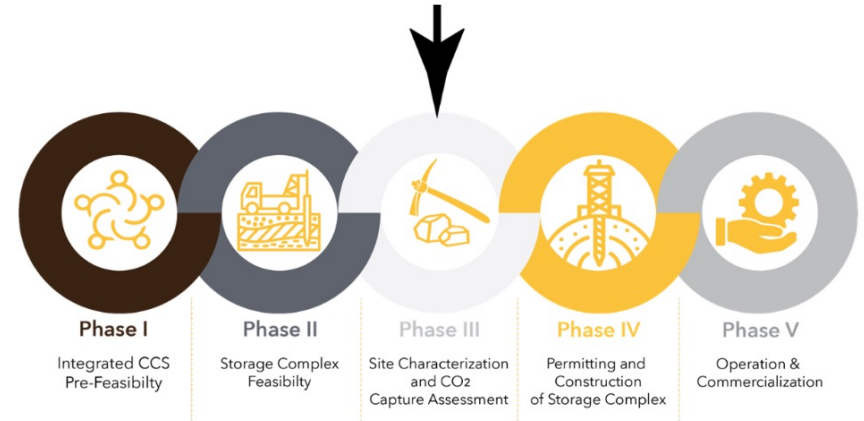 Phase I
Integrated CCS
Pre-Feasibilty
Phase II
Storage Complex
Feasibilty
Phase III
Site Characterization
and CO2
Capture Assessment
Phase IV
Permitting and
Construction
of Storage Complex
Phase V
Operation &
Commercialization